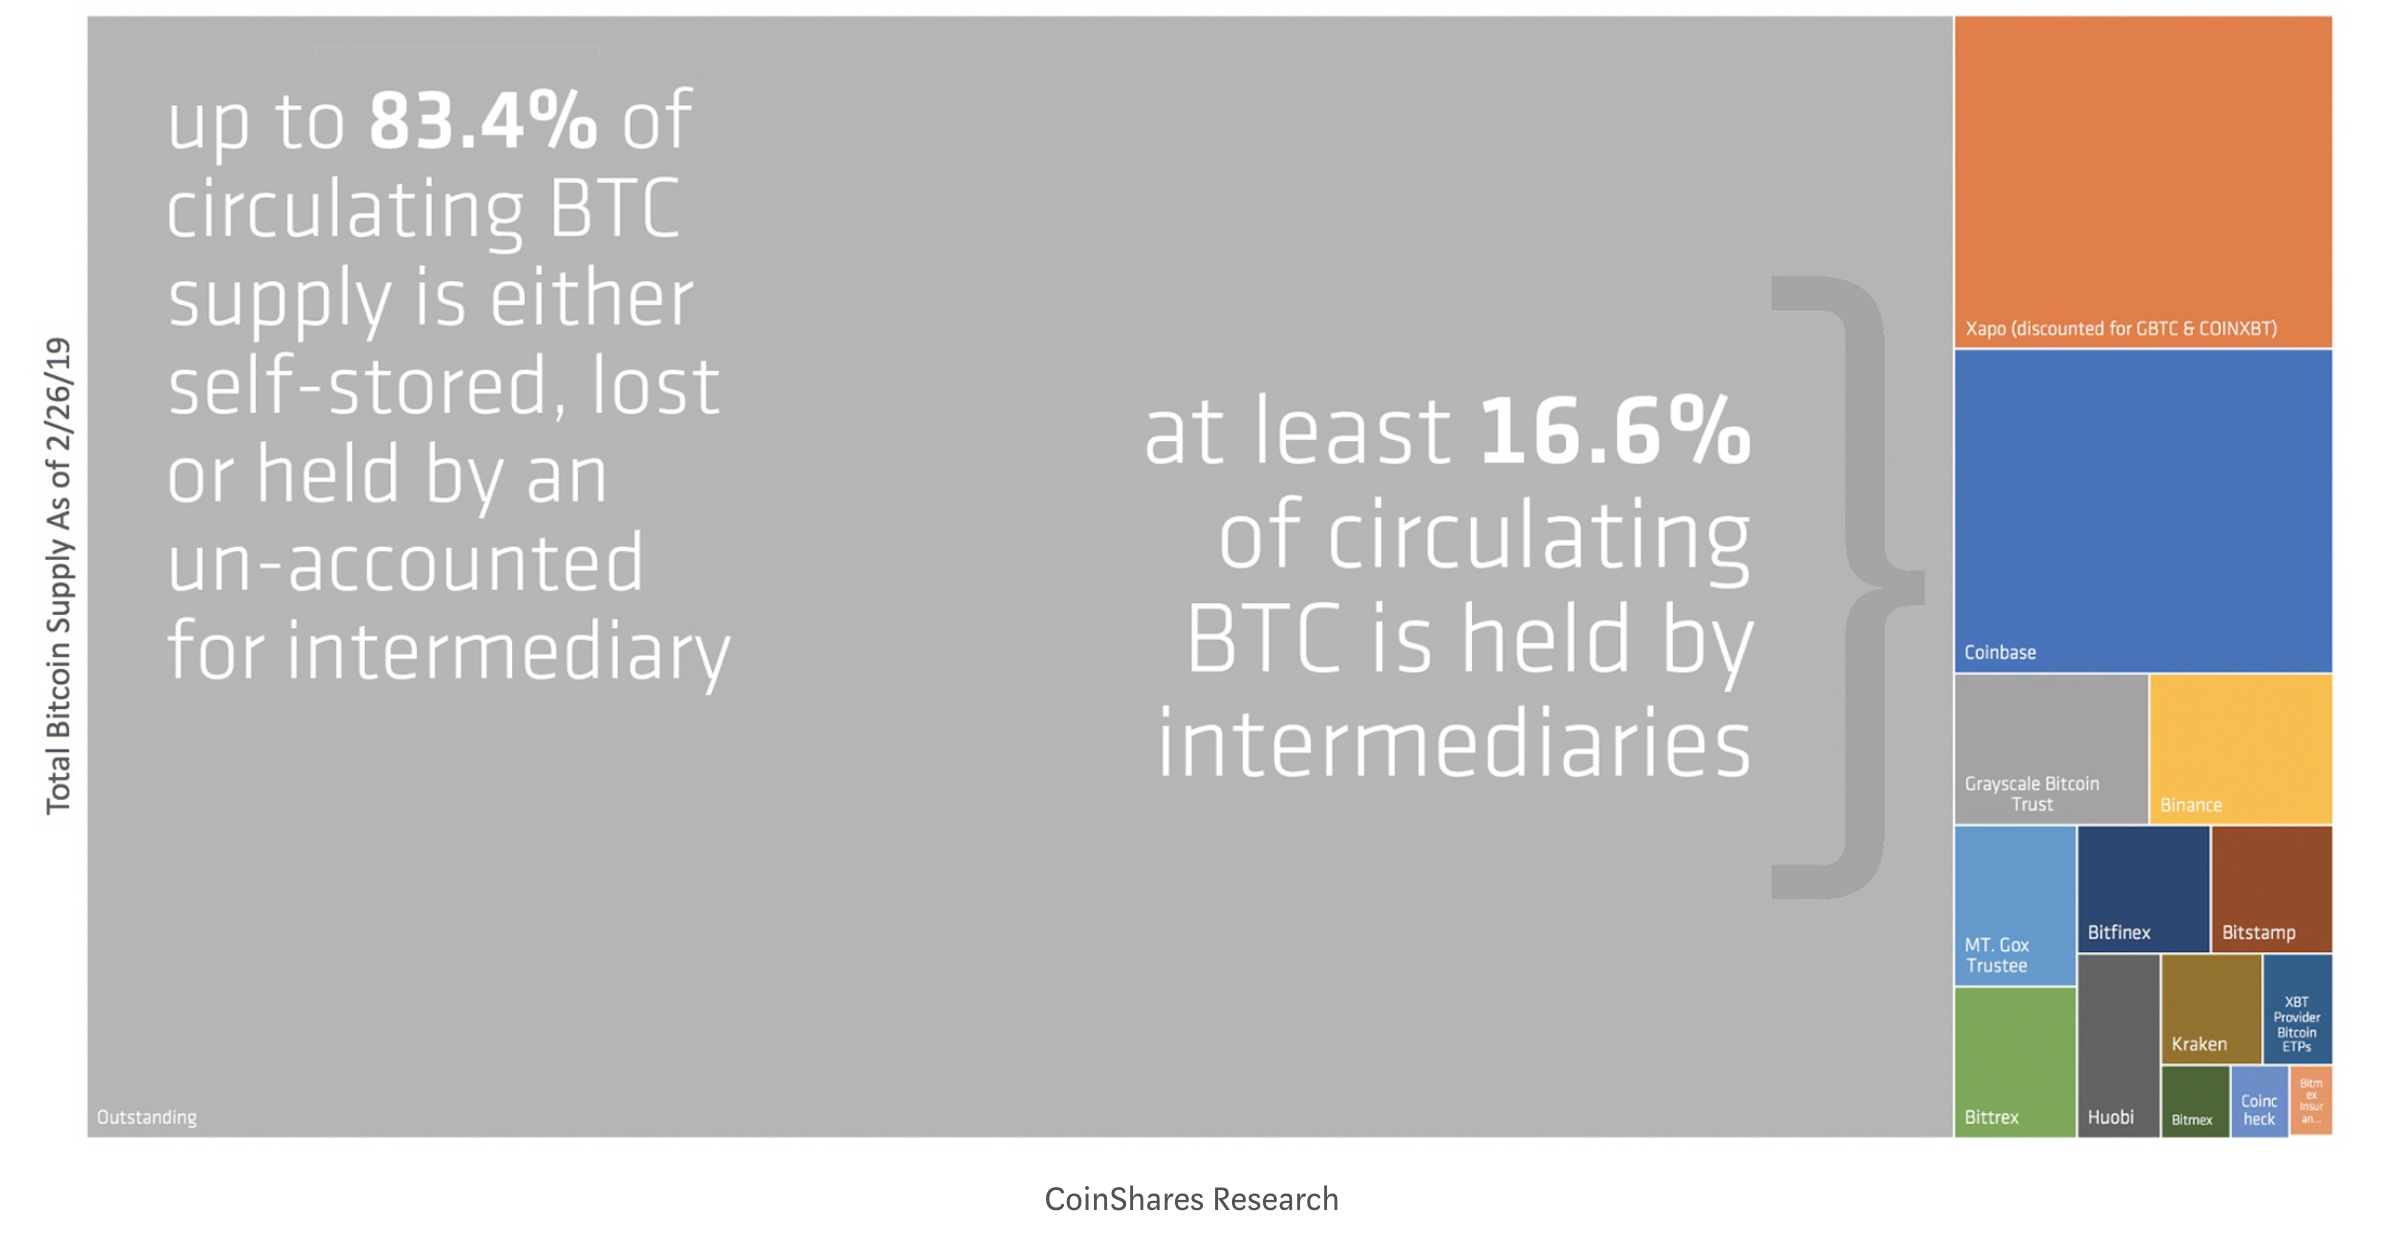 Total Bitcoin Supply As of 2/26/19
up to 83.4% of
circulating BTC
supply is either
self-stored, lost
or held by an
un-accounted
for intermediary
at least 16.6%
of circulating
BTC is held by
intermediaries
Outstanding
Xapo (discounted for GBTC & COINXBT)
Coinbase
Grayscale Bitcoin
Trust
Binance
MT. Gox
Trustee
Bitfinex
Bitstamp
Bittrex
Huobi
Kraken
XBT
Provider
Bitcoin
ETPs
Bitmex
Coinc
heck
Bitm
ex
Insur
an...
CoinShares Research